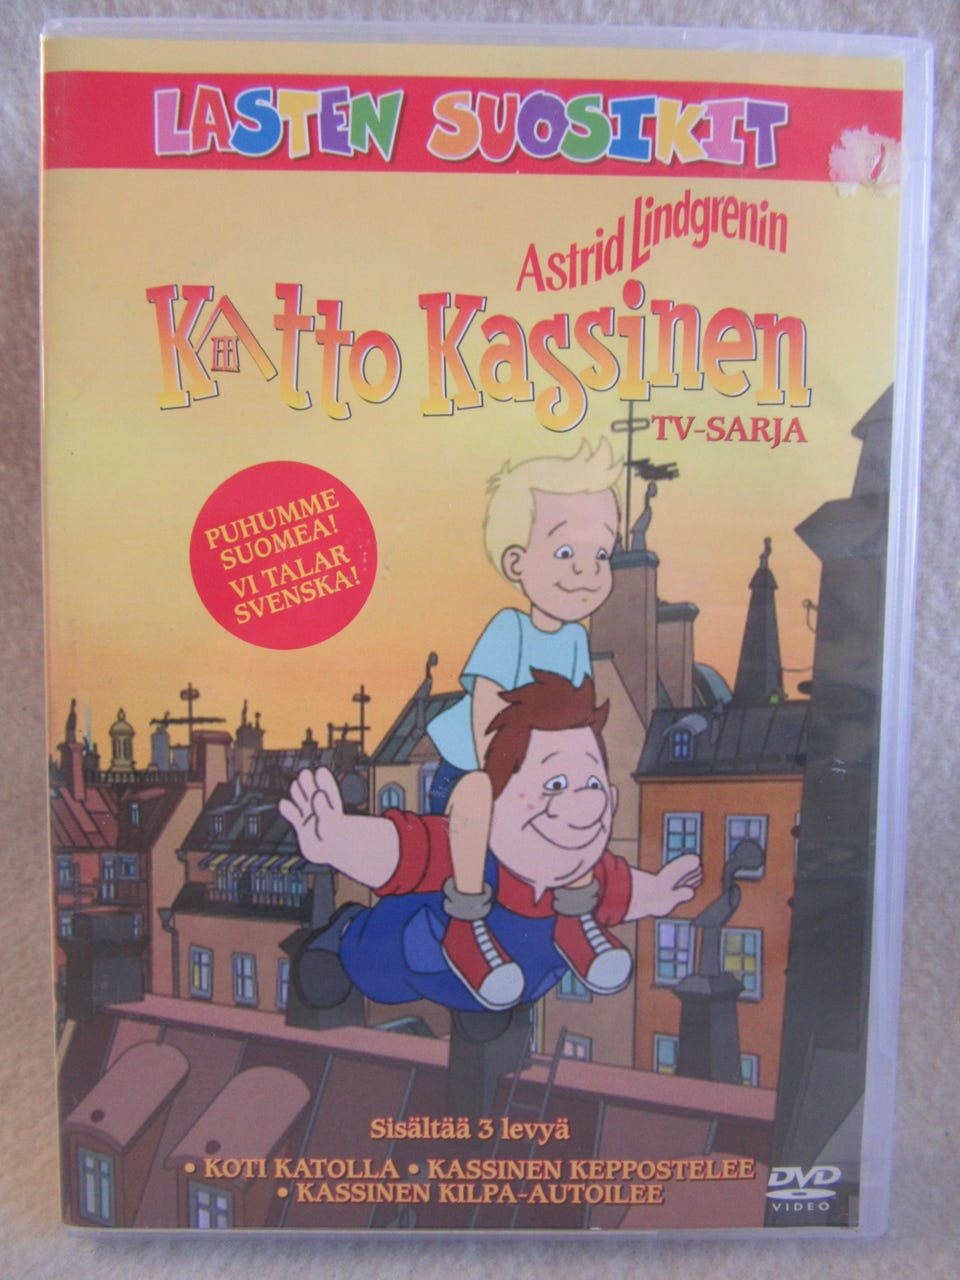 LASTEN SUOSIKIT
Astrid Lindgrenin
Katto Kassinen
TV-SARJA
PUHUMME
SUOMEA!
VI TALAR
SVENSKA!
Sisältää 3 levyä
• KOTI KATOLLA • KASSINEN KEPPOSTELEE
• KASSINEN KILPA-AUTOILEE
DVD
VIDEO